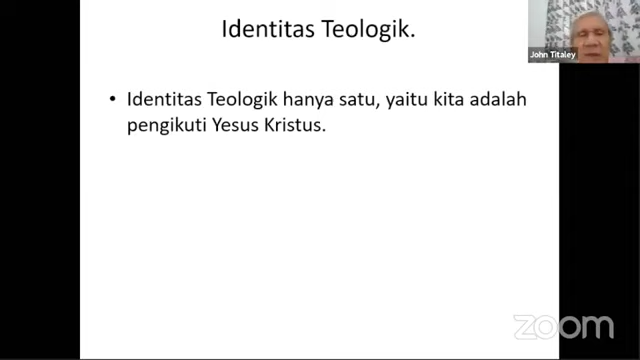 Identitas Teologik.
John Titaley
• Identitas Teologik hanya satu, yaitu kita adalah
pengikuti Yesus Kristus.
zoom